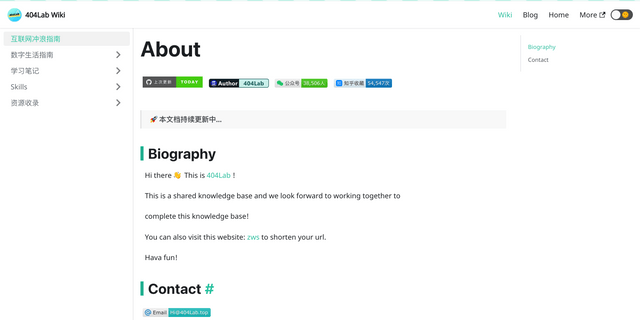 404Lab Wiki
Wiki Blog Home More
互联网冲浪指南
数字生活指南
学习笔记
Skills
资源收录
About
上次更新 TODAY
Author 404Lab
公众号 38,506人
知乎收藏 54,547次
🚀 本文档持续更新中...
Biography
Hi there 👋 This is 404Lab !
This is a shared knowledge base and we look forward to working together to
complete this knowledge base!
You can also visit this website: zws to shorten your url.
Hava fun!
Contact #
Email Hi@404Lab.top
Biography
Contact